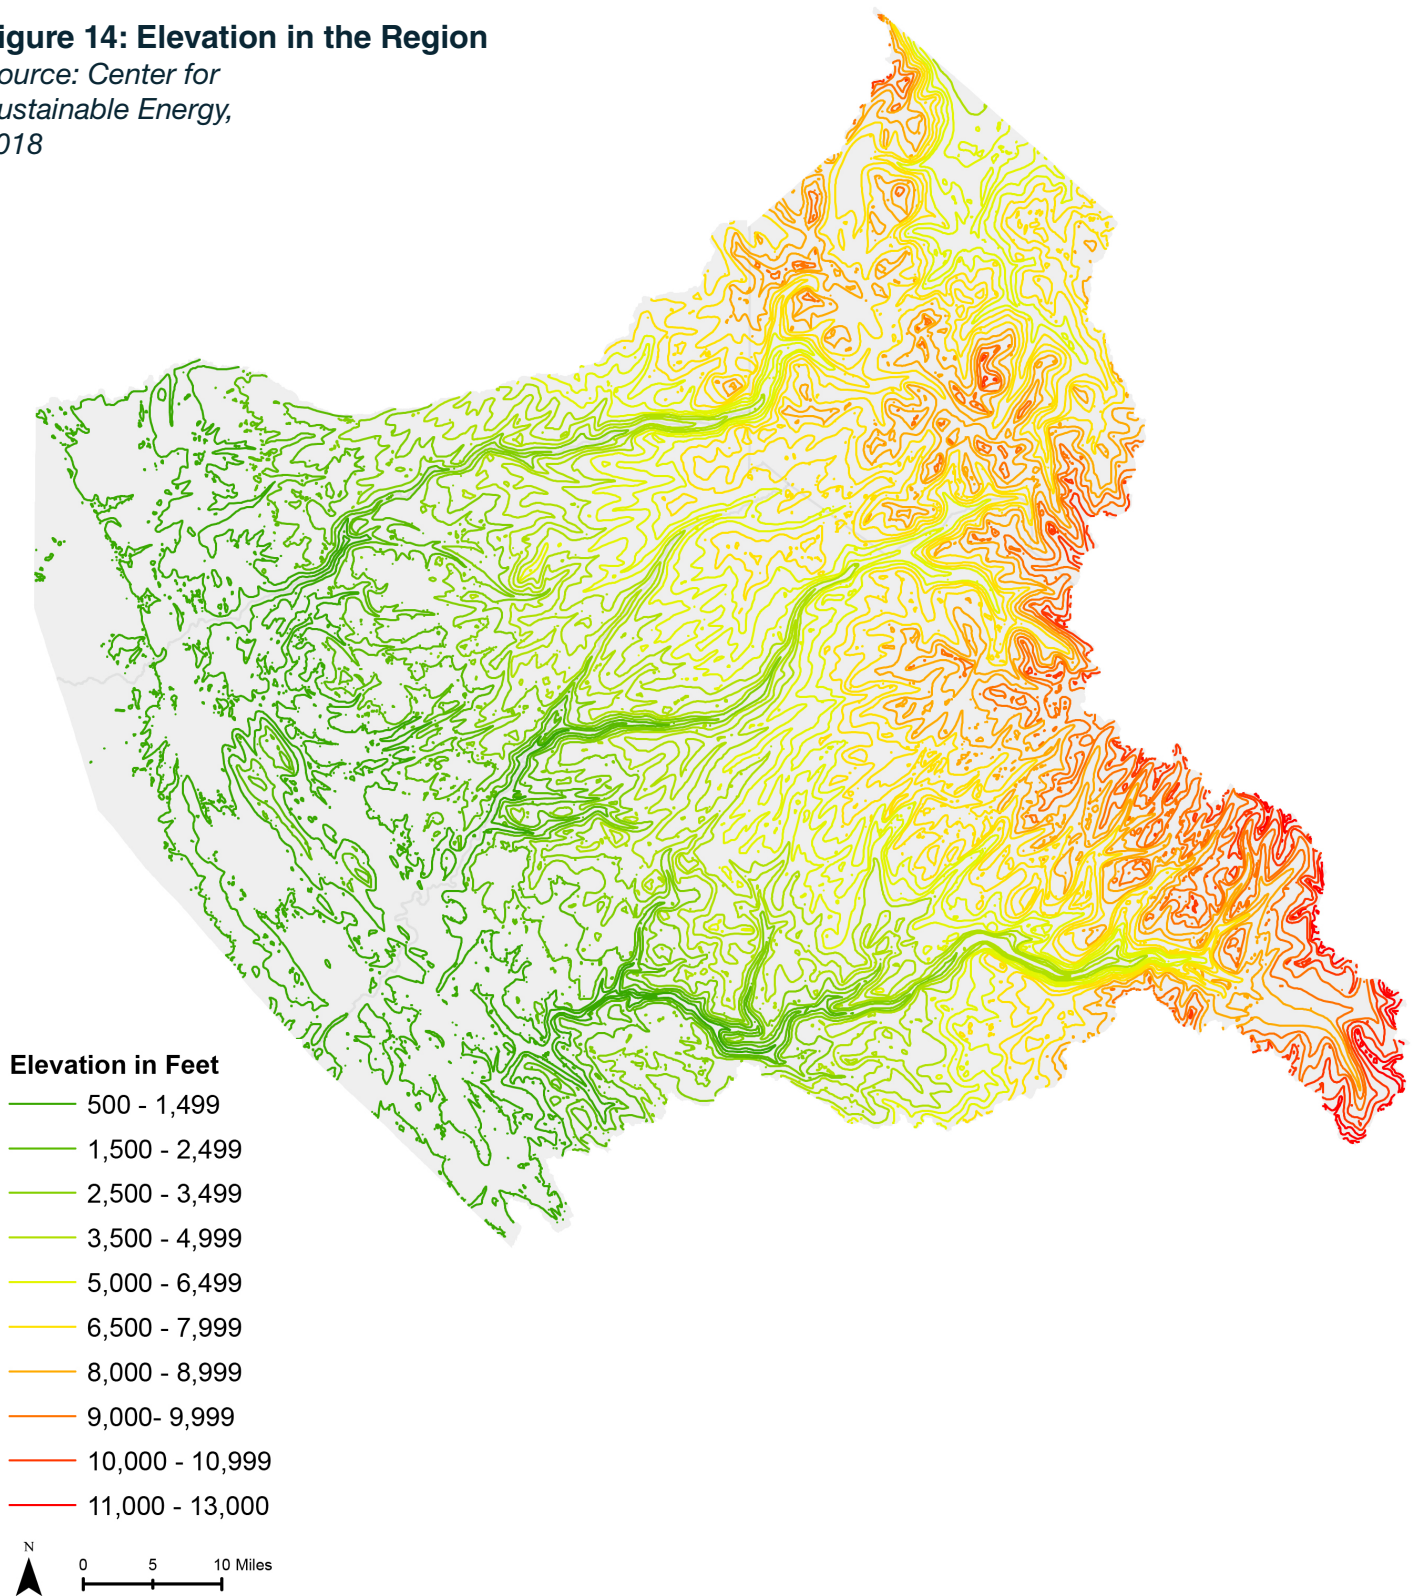 igure 14: Elevation in the Region
ource: Center for
ustainable Energy,
018
Elevation in Feet
500 - 1,499
1,500 - 2,499
2,500 - 3,499
3,500 - 4,999
5,000 - 6,499
6,500 - 7,999
8,000 - 8,999
9,000- 9,999
10,000 - 10,999
11,000 - 13,000
N
0 5 10 Miles